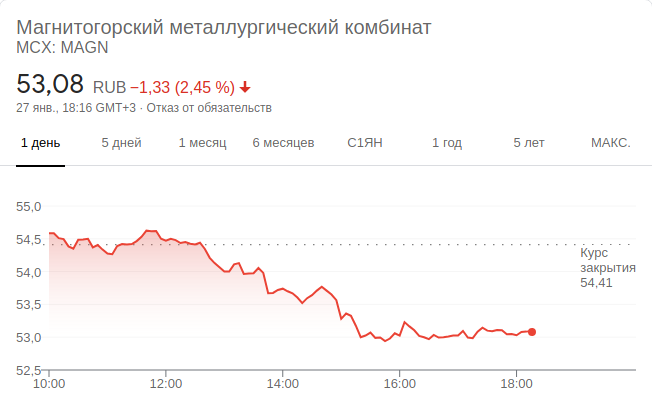 Магнитогорский металлургический комбинат
MCX: MAGN
53,08 RUB −1,33 (2,45 %)
27 янв., 18:16 GMT+3 · Отказ от обязательств
1 день 5 дней 1 месяц 6 месяцев С1ЯН 1 год 5 лет МАКС.
55,0
54,5
Курс
закрытия
54,41
54,0
53,5
53,0
52,5
10:00 12:00 14:00 16:00 18:00